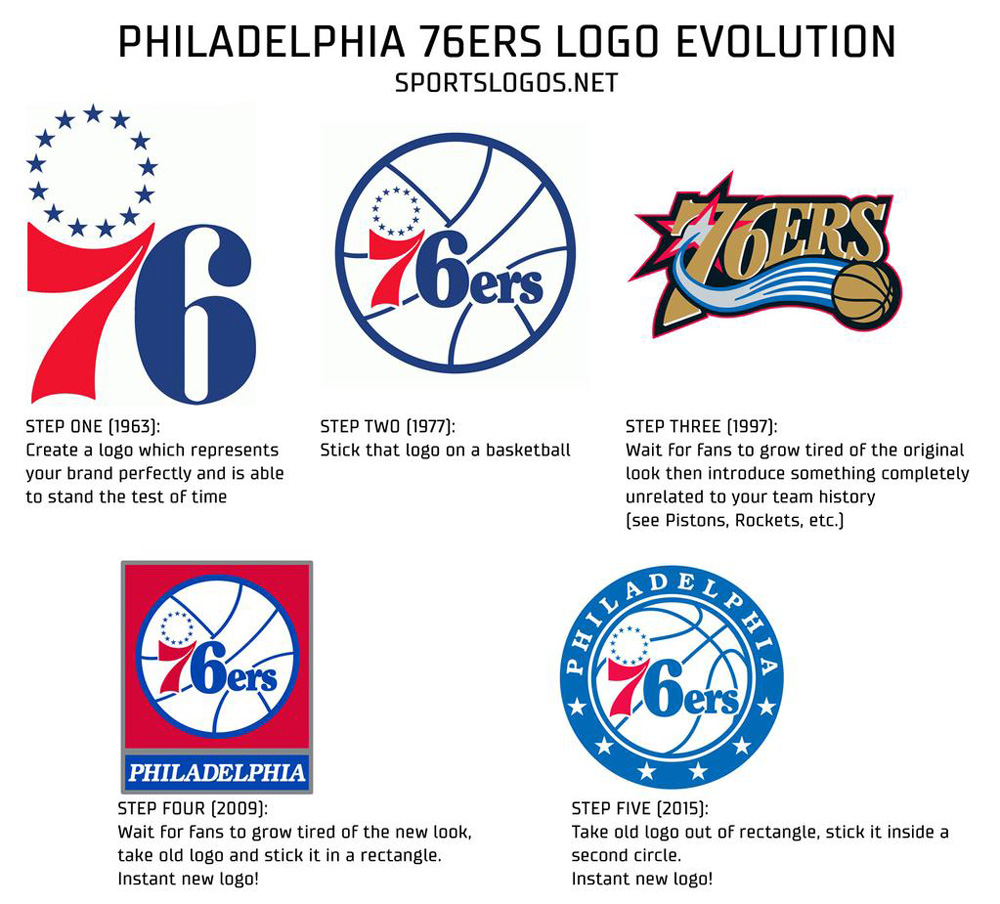 PHILADELPHIA 76ERS LOGO EVOLUTION
SPORTSLOGOS.NET
76
76ers
76ERS
STEP ONE (1963):
Create a logo which represents
your brand perfectly and is able
to stand the test of time
STEP TWO (1977):
Stick that logo on a basketball
STEP THREE (1997):
Wait for fans to grow tired of the original
look then introduce something completely
unrelated to your team history
(see Pistons, Rockets, etc.)
76ers
PHILADELPHIA
PHILADELPHIA
76ers
STEP FOUR (2009):
Wait for fans to grow tired of the new look,
take old logo and stick it in a rectangle.
Instant new logo!
STEP FIVE (2015):
Take old logo out of rectangle, stick it inside a
second circle.
Instant new logo!